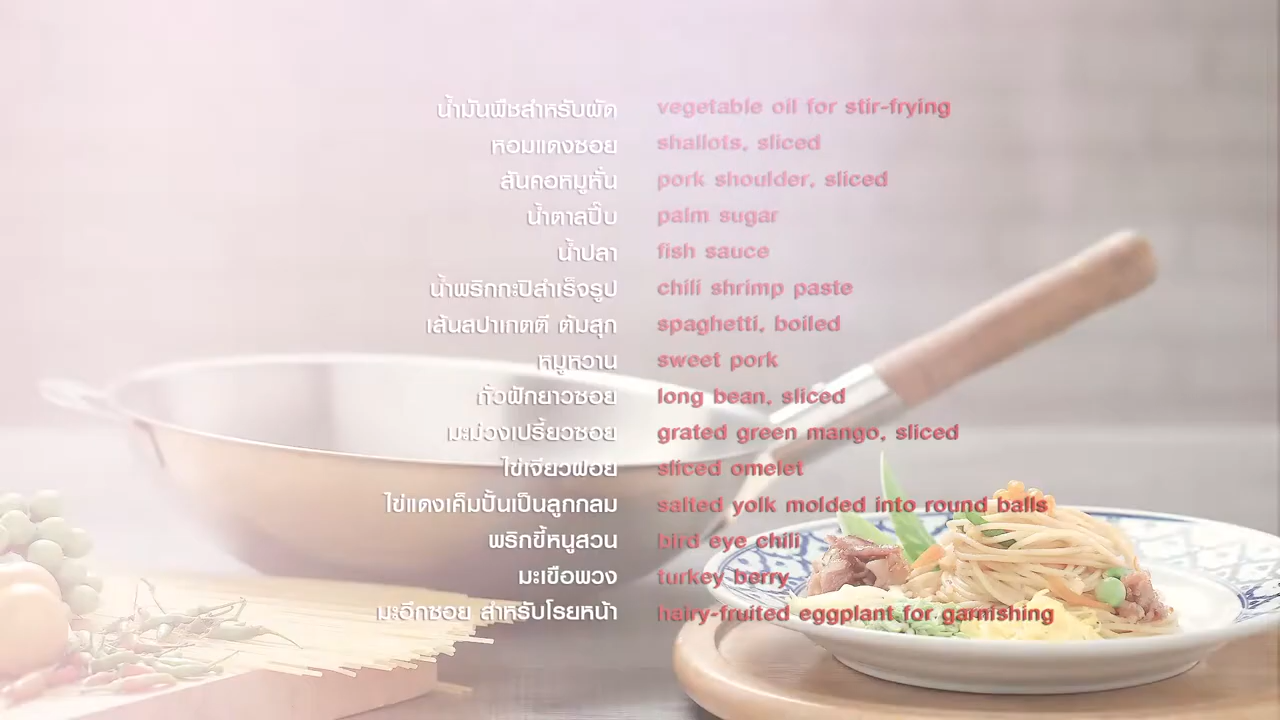 น้ำมันพืชสำหรับผัด vegetable oil for stir-frying
หอมแดงซอย shallots, sliced
สันคอหมูหั่น pork shoulder, sliced
น้ำตาลปี๊บ palm sugar
น้ำปลา fish sauce
น้ำพริกกะปิสำเร็จรูป chili shrimp paste
เส้นสปาเกตตี ต้มสุก spaghetti, boiled
หมูหวาน sweet pork
ถั่วฝักยาวซอย long bean, sliced
มะม่วงเปรี้ยวซอย grated green mango, sliced
ไข่เจียวฝอย sliced omelet
ไข่แดงเค็มปั้นเป็นลูกกลม salted yolk molded into round balls
พริกขี้หนูสวน bird eye chili
มะเขือพวง turkey berry
มะอึกซอย สำหรับโรยหน้า hairy-fruited eggplant for garnishing